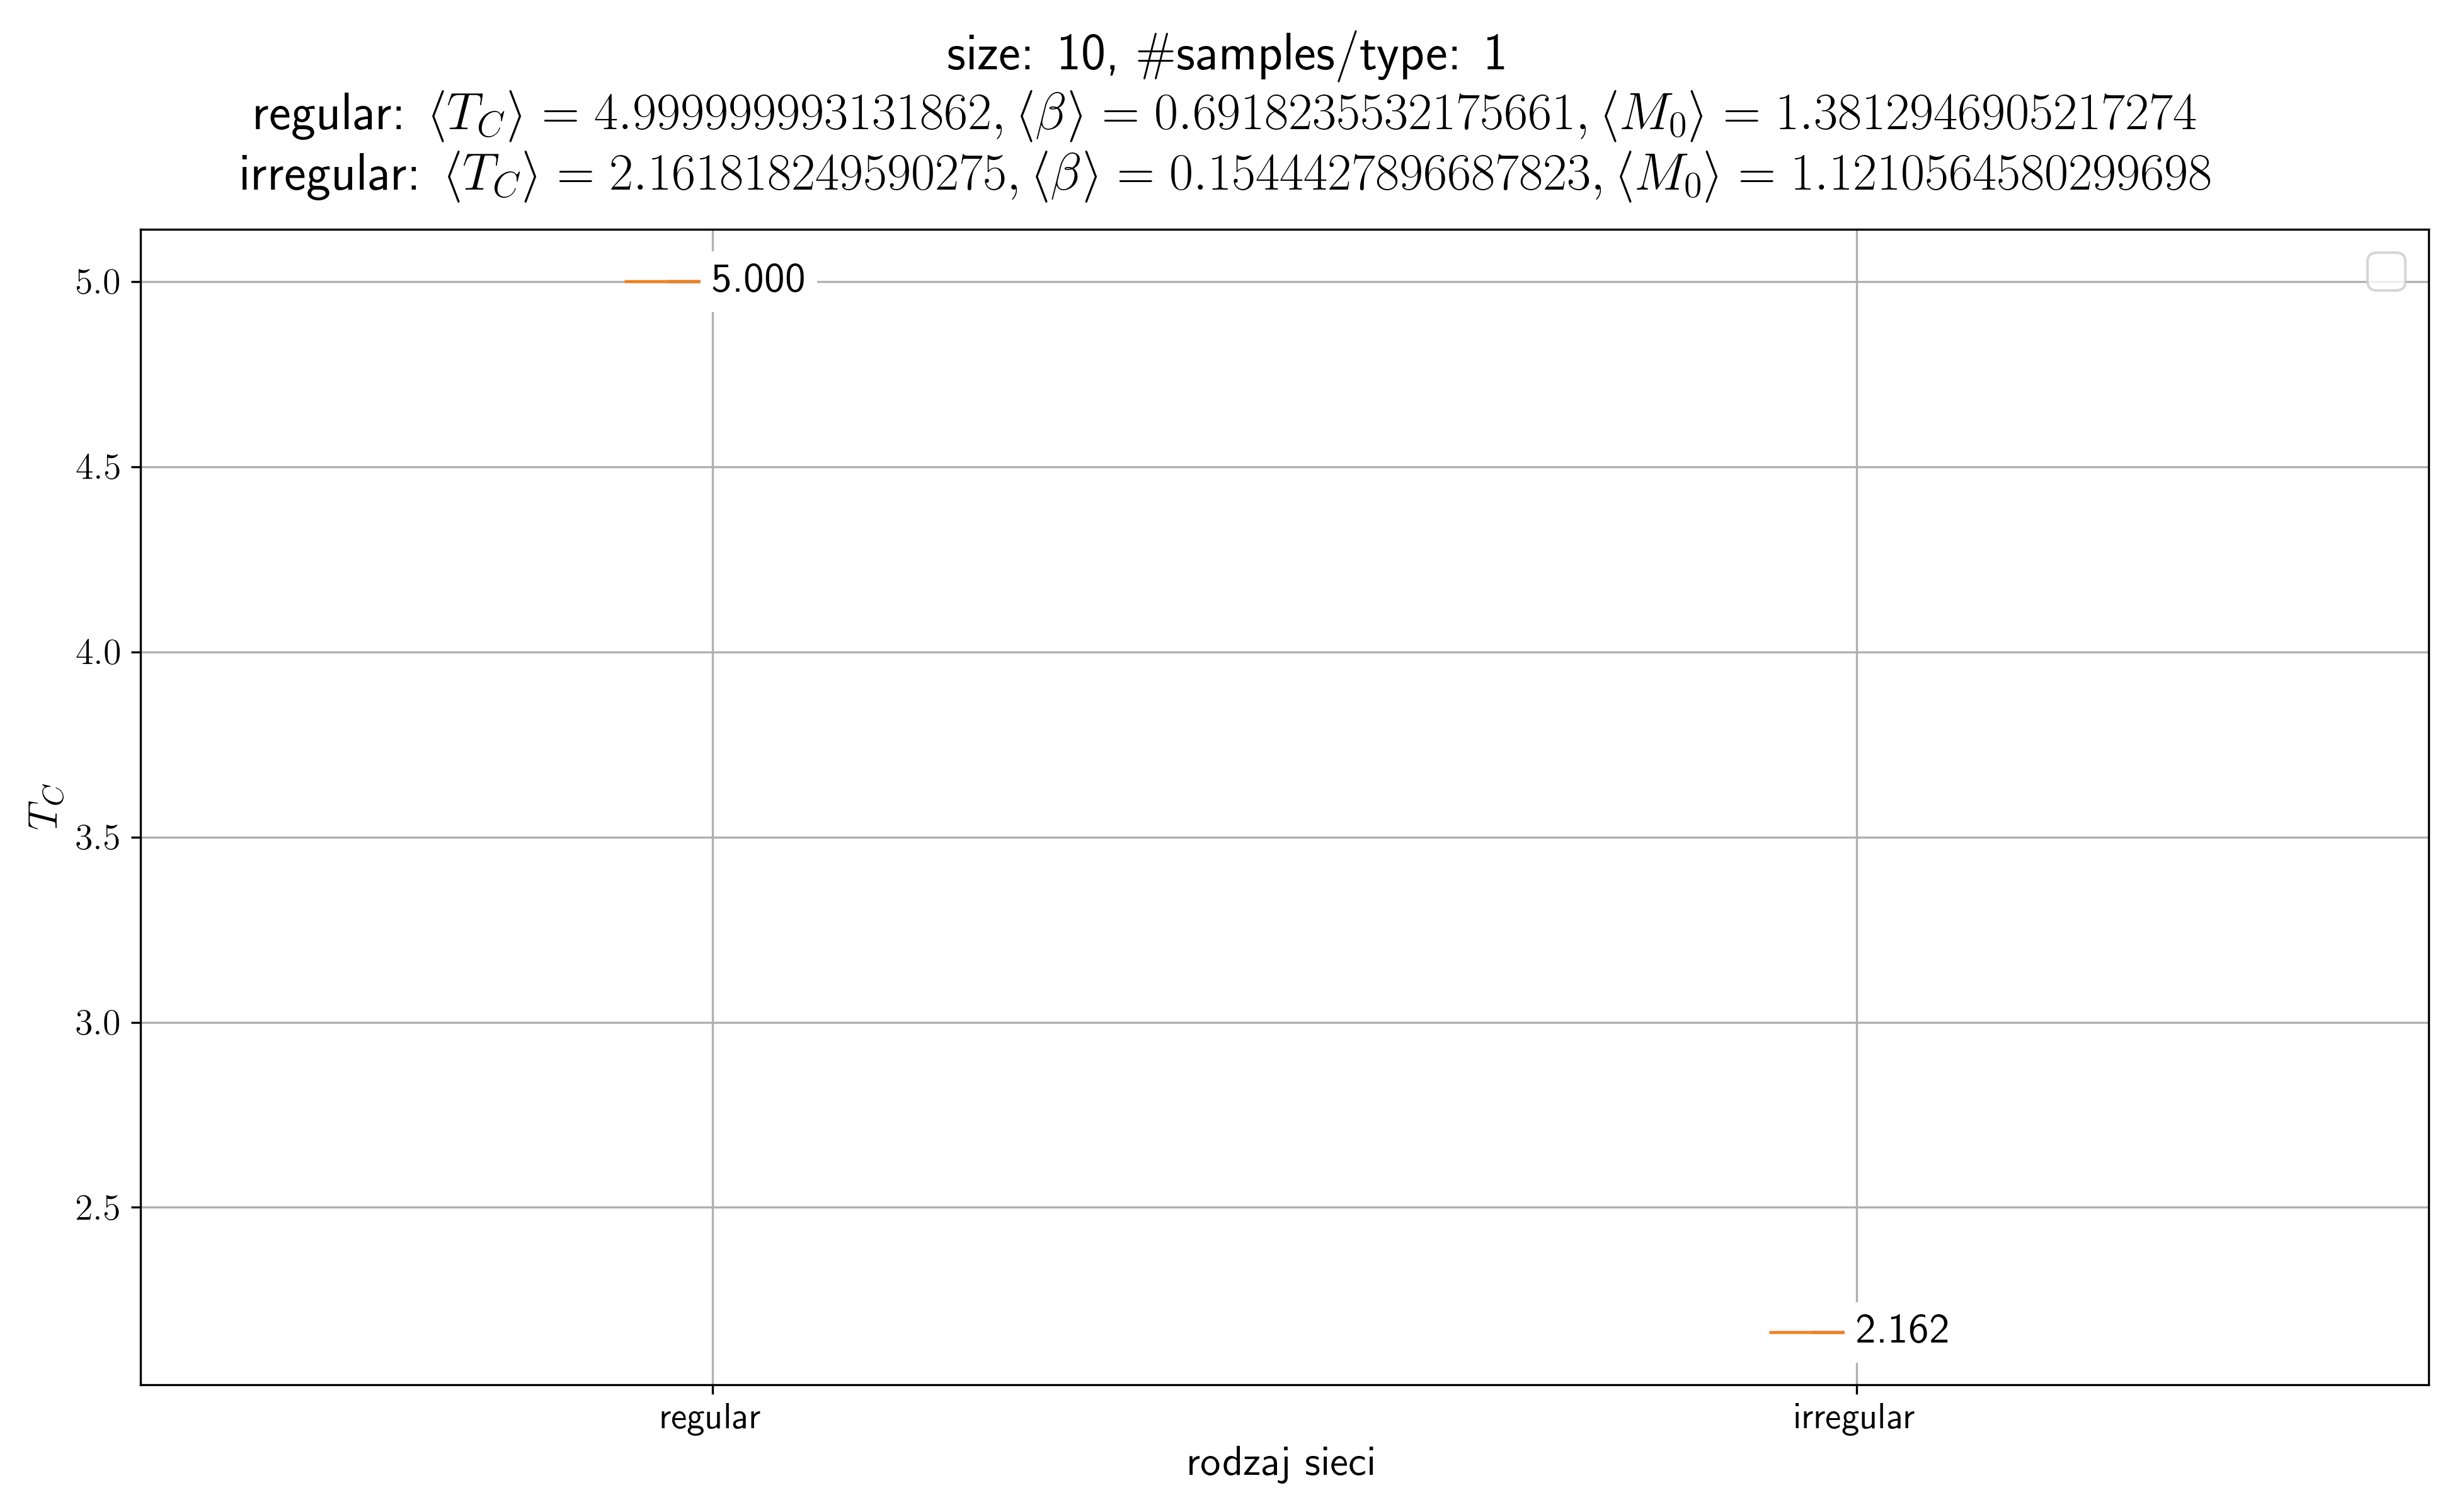 size: 10, #samples/type: 1
regular: ⟨T_C⟩ = 4.999999993131862, ⟨β⟩ = 0.6918235532175661, ⟨M_0⟩ = 1.3812946905217274
irregular: ⟨T_C⟩ = 2.161818249590275, ⟨β⟩ = 0.1544427896687823, ⟨M_0⟩ = 1.1210564580299698
5.0
5.000
4.5
4.0
T_C
3.5
3.0
2.5
2.162
regular
irregular
rodzaj sieci